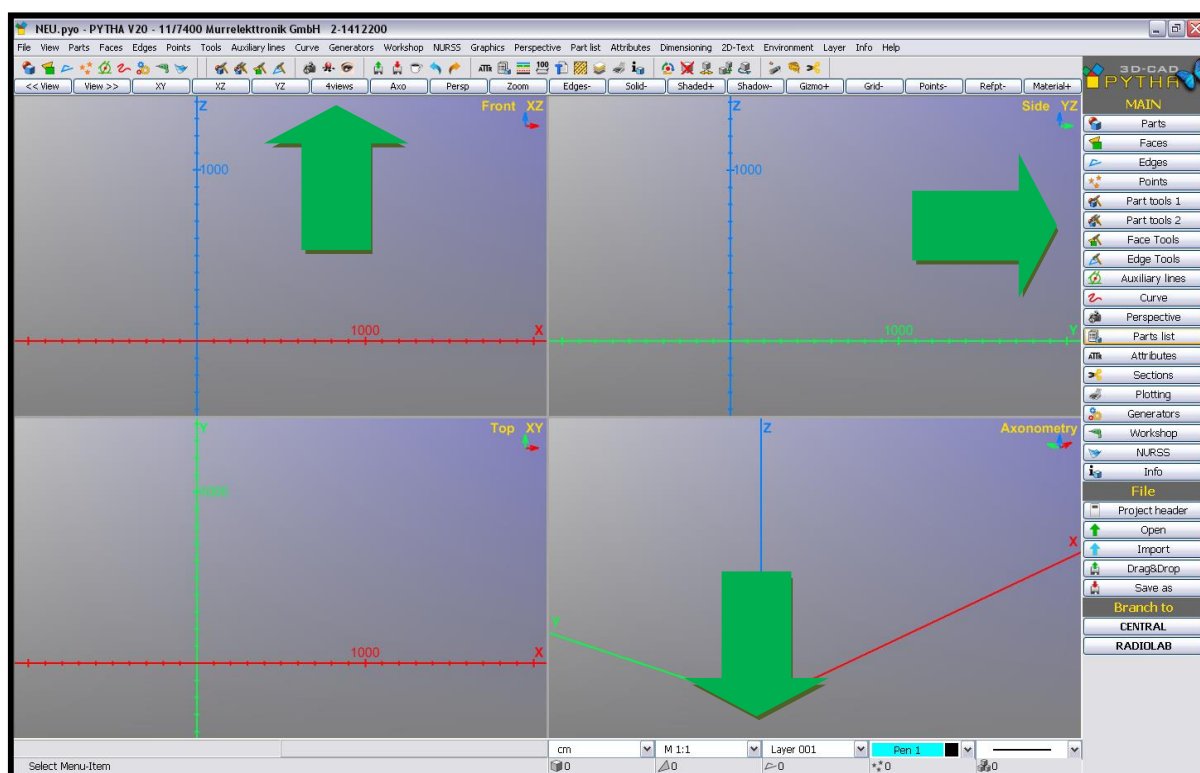 NEU.pyo - PYTHA V20 - 11/7400 Murrelekttronik GmbH 2-1412200
File View Parts Faces Edges Points Tools Auxiliary lines Curve Generators Workshop NURSS Graphics Perspective Part list Attributes Dimensioning 2D-Text Environment Layer Info Help
<< View View >> XY XZ YZ 4views Axo Persp Zoom Edges- Solid- Shaded+ Shadow- Gizmo+ Grid- Points- Refpt- Material+
3D-CAD
PYTHA
MAIN
Parts
Faces
Edges
Points
Part tools 1
Part tools 2
Face Tools
Edge Tools
Auxiliary lines
Curve
Perspective
Parts list
ATTR Attributes
Sections
Plotting
Generators
Workshop
NURSS
Info
File
Project header
Open
Import
Drag&Drop
Save as
Branch to
CENTRAL
RADIOLAB
Z Front XZ
1000
1000 X
Z Side YZ
1000
1000 Y
Y Top XY
1000
1000 X
Z Axonometry
X
Y
cm M 1:1 Layer 001 Pen 1
Select Menu-Item 0 0 0 0 0